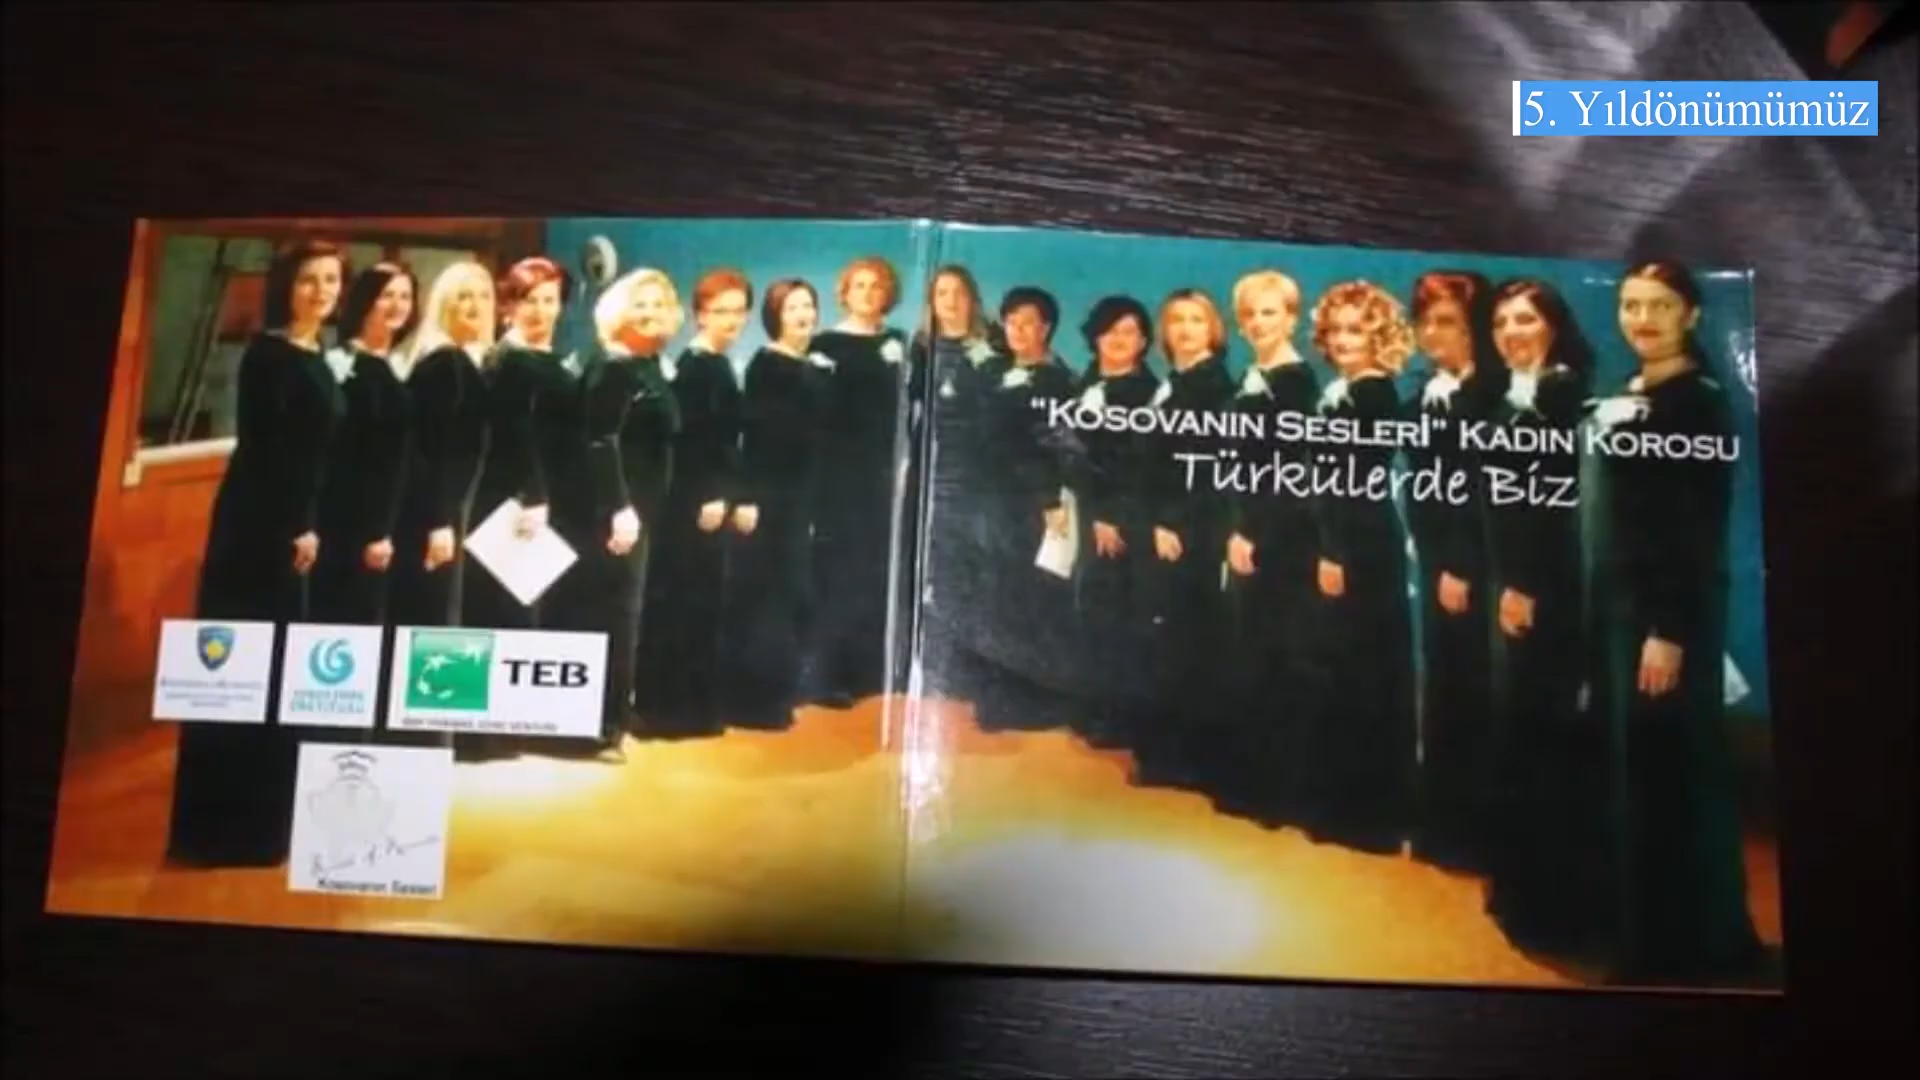 5. Yıldönümümüz
“KOSOVANIN SESLERİ” KADIN KOROSU
Türkülerde Biz
TEB
Kosovanın Sesleri